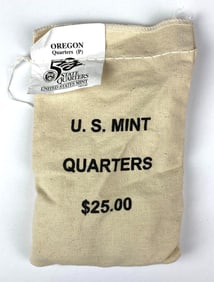 OREGON
Quarters (P)
50
STATE
QUARTERS
UNITED STATES MINT
U. S. MINT
QUARTERS
$25.00